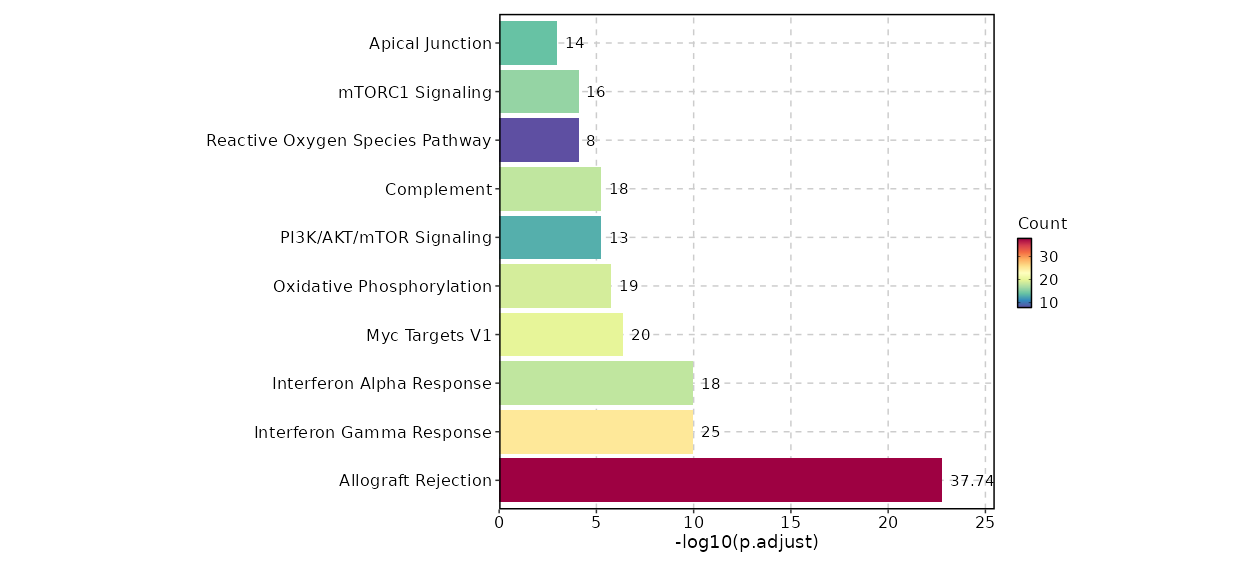 Apical Junction 14
mTORC1 Signaling 16
Reactive Oxygen Species Pathway 8
Complement 18
PI3K/AKT/mTOR Signaling 13
Oxidative Phosphorylation 19
Myc Targets V1 20
Interferon Alpha Response 18
Interferon Gamma Response 25
Allograft Rejection 37.74
0 5 10 15 20 25
-log10(p.adjust)
Count
30
20
10